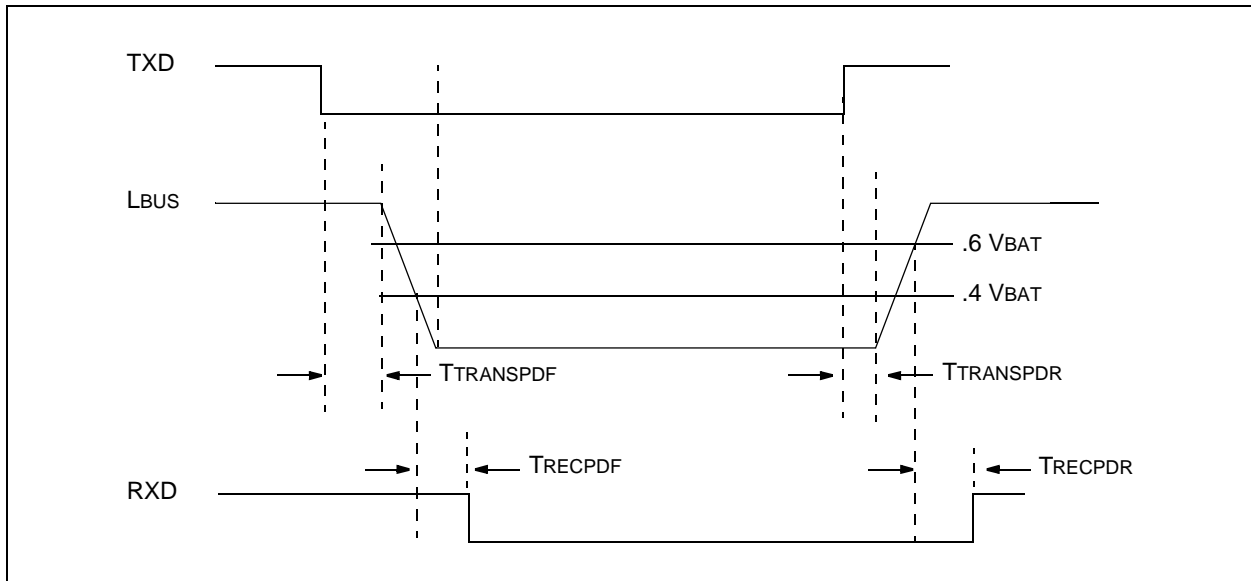 TXD
LBUS
.6 VBAT
.4 VBAT
TTRANSPDF
TTRANSPDR
TRECPDF
TRECPDR
RXD